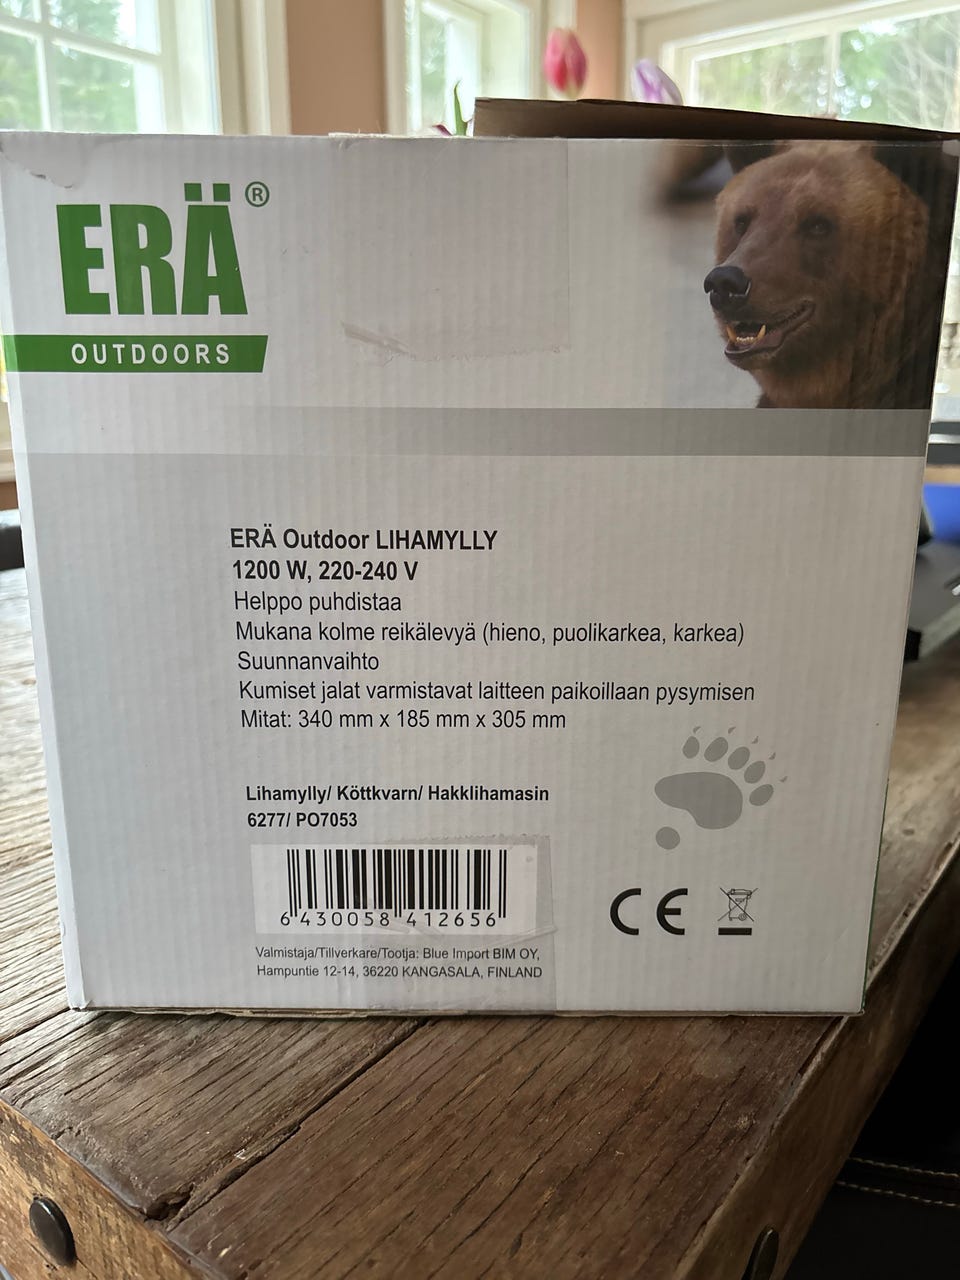 ERÄ®
OUTDOORS
ERÄ Outdoor LIHAMYLLY
1200 W, 220-240 V
Helppo puhdistaa
Mukana kolme reikälevyä (hieno, puolikarkea, karkea)
Suunnanvaihto
Kumiset jalat varmistavat laitteen paikoillaan pysymisen
Mitat: 340 mm x 185 mm x 305 mm
Lihamylly/ Köttkvarn/ Hakklihamasin
6277/ PO7053
6 430058 412656
CE
Valmistaja/Tillverkare/Tootja: Blue Import BIM OY,
Hampuntie 12-14, 36220 KANGASALA, FINLAND